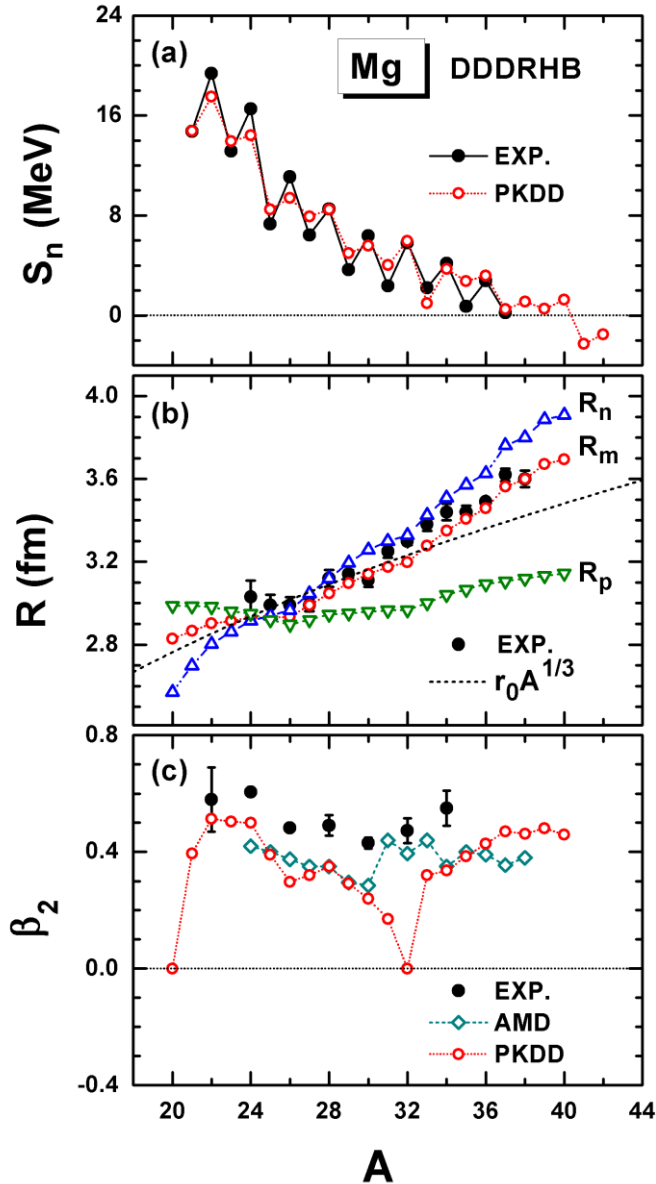 24
(a)
Mg DDDRHB
16
EXP.
PKDD
8
0
Sn (MeV)
4.0
(b)
Rn
Rm
3.6
3.2
Rp
2.8
EXP.
r0A^1/3
R (fm)
0.8
(c)
0.4
0.0
EXP.
AMD
PKDD
-0.4
β2
20 24 28 32 36 40 44
A